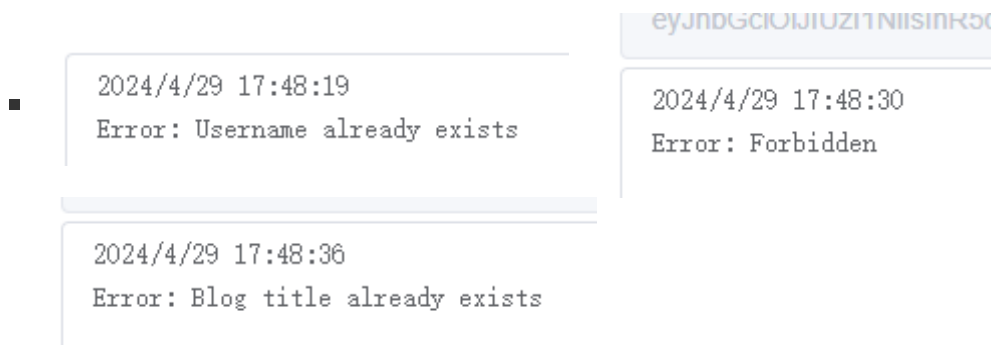 2024/4/29 17:48:19
Error: Username already exists
2024/4/29 17:48:30
Error: Forbidden
2024/4/29 17:48:36
Error: Blog title already exists